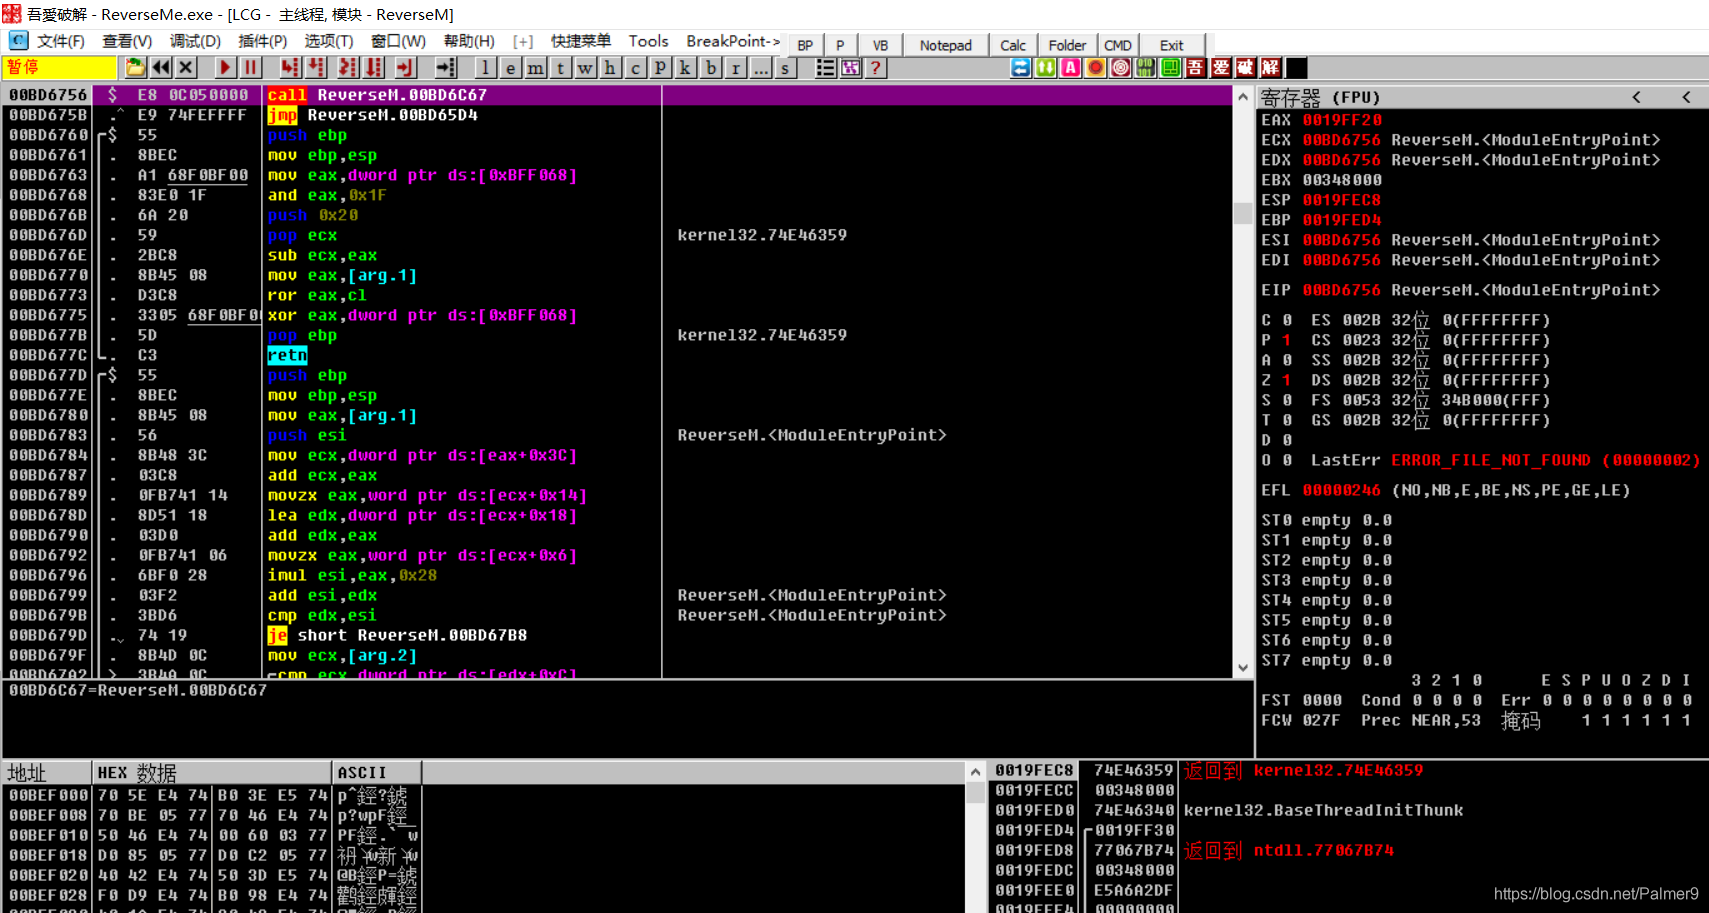 吾愛破解 - ReverseMe.exe - [LCG - 主线程, 模块 - ReverseM]
文件(F) 查看(V) 调试(D) 插件(P) 选项(T) 窗口(W) 帮助(H) [+] 快捷菜单 Tools BreakPoint-> BP P VB Notepad Calc Folder CMD Exit
暂停 l e m t w h c p k b r ... s ? 吾 爱 破 解
00BD6756 $ E8 0C050000 call ReverseM.00BD6C67
00BD675B .^ E9 74FEFFFF jmp ReverseM.00BD65D4
00BD6760 $ 55 push ebp
00BD6761 . 8BEC mov ebp,esp
00BD6763 . A1 68F0BF00 mov eax,dword ptr ds:[0xBFF068]
00BD6768 . 83E0 1F and eax,0x1F
00BD676B . 6A 20 push 0x20
00BD676D . 59 pop ecx kernel32.74E46359
00BD676E . 2BC8 sub ecx,eax
00BD6770 . 8B45 08 mov eax,[arg.1]
00BD6773 . D3C8 ror eax,cl
00BD6775 . 3305 68F0BF0 xor eax,dword ptr ds:[0xBFF068]
00BD677B . 5D pop ebp kernel32.74E46359
00BD677C . C3 retn
00BD677D $ 55 push ebp
00BD677E . 8BEC mov ebp,esp
00BD6780 . 8B45 08 mov eax,[arg.1]
00BD6783 . 56 push esi ReverseM.<ModuleEntryPoint>
00BD6784 . 8B48 3C mov ecx,dword ptr ds:[eax+0x3C]
00BD6787 . 03C8 add ecx,eax
00BD6789 . 0FB741 14 movzx eax,word ptr ds:[ecx+0x14]
00BD678D . 8D51 18 lea edx,dword ptr ds:[ecx+0x18]
00BD6790 . 03D0 add edx,eax
00BD6792 . 0FB741 06 movzx eax,word ptr ds:[ecx+0x6]
00BD6796 . 6BF0 28 imul esi,eax,0x28
00BD6799 . 03F2 add esi,edx ReverseM.<ModuleEntryPoint>
00BD679B . 3BD6 cmp edx,esi ReverseM.<ModuleEntryPoint>
00BD679D . 74 19 je short ReverseM.00BD67B8
00BD679F . 8B4D 0C mov ecx,[arg.2]
00BD67A2 > 3B4A 0C cmp ecx,dword ptr ds:[edx+0xC]
00BD6C67=ReverseM.00BD6C67
寄存器 (FPU) < <
EAX 0019FF20
ECX 00BD6756 ReverseM.<ModuleEntryPoint>
EDX 00BD6756 ReverseM.<ModuleEntryPoint>
EBX 00348000
ESP 0019FEC8
EBP 0019FED4
ESI 00BD6756 ReverseM.<ModuleEntryPoint>
EDI 00BD6756 ReverseM.<ModuleEntryPoint>
EIP 00BD6756 ReverseM.<ModuleEntryPoint>
C 0 ES 002B 32位 0(FFFFFFFF)
P 1 CS 0023 32位 0(FFFFFFFF)
A 0 SS 002B 32位 0(FFFFFFFF)
Z 1 DS 002B 32位 0(FFFFFFFF)
S 0 FS 0053 32位 34B000(FFF)
T 0 GS 002B 32位 0(FFFFFFFF)
D 0
O 0 LastErr ERROR_FILE_NOT_FOUND (00000002)
EFL 00000246 (NO,NB,E,BE,NS,PE,GE,LE)
ST0 empty 0.0
ST1 empty 0.0
ST2 empty 0.0
ST3 empty 0.0
ST4 empty 0.0
ST5 empty 0.0
ST6 empty 0.0
ST7 empty 0.0
3 2 1 0 E S P U O Z D I
FST 0000 Cond 0 0 0 0 Err 0 0 0 0 0 0 0 0
FCW 027F Prec NEAR,53 掩码 1 1 1 1 1 1
地址 HEX 数据 ASCII
00BEF000 70 5E E4 74 B0 3E E5 74 p^
00BEF008 70 BE 05 77 70 46 E4 74 p?wpF
00BEF010 50 46 E4 74 00 60 03 77 PF
00BEF018 D0 85 05 77 D0 C2 05 77
00BEF020 40 42 E4 74 50 3D E5 74 @B
00BEF028 F0 D9 E4 74 B0 98 E4 74
0019FEC8 74E46359 返回到 kernel32.74E46359
0019FECC 00348000
0019FED0 74E46340 kernel32.BaseThreadInitThunk
0019FED4 0019FF30
0019FED8 77067B74 返回到 ntdll.77067B74
0019FEDC 00348000
0019FEE0 E5A6A2DF
0019FEE4 00000000
https://blog.csdn.net/Palmer9